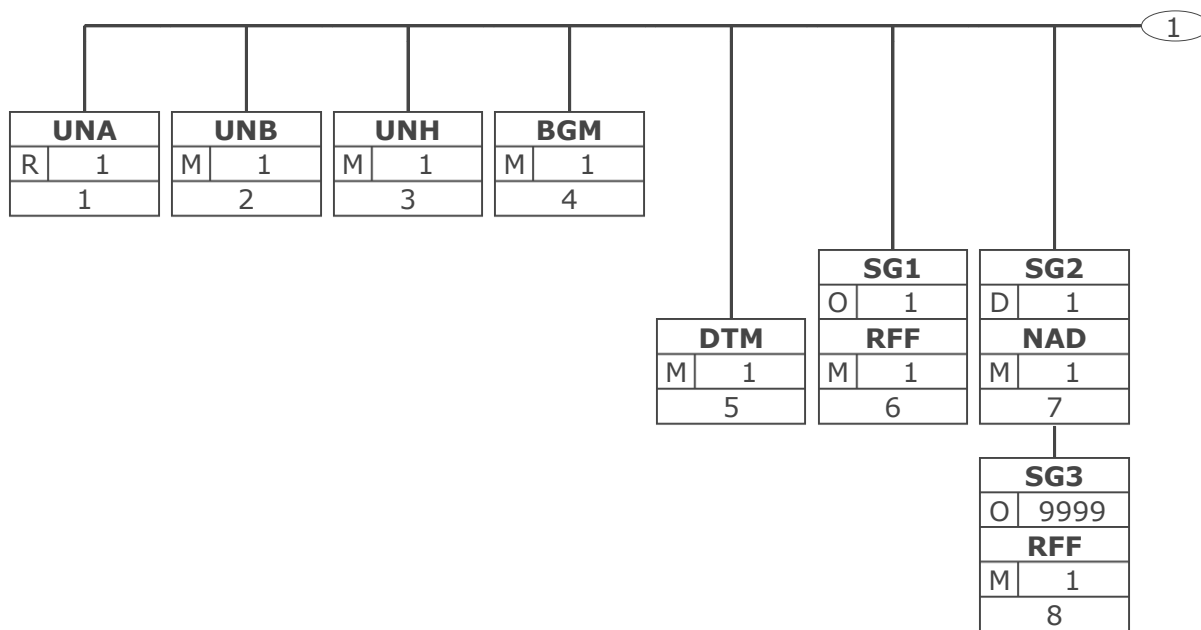 1
UNA UNB UNH BGM
R 1 M 1 M 1 M 1
1 2 3 4
SG1 SG2
O 1 D 1
DTM RFF NAD
M 1 M 1 M 1
5 6 7
SG3
O 9999
RFF
M 1
8